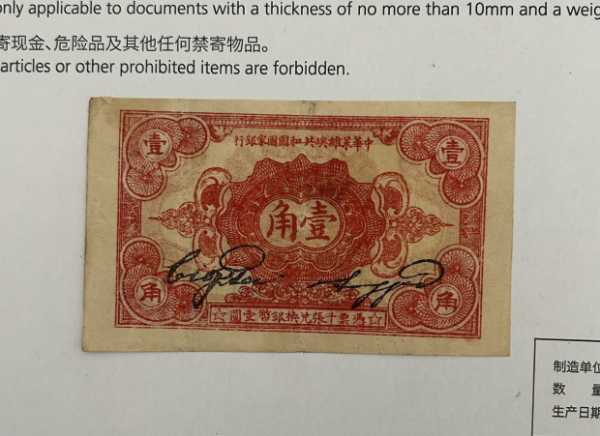 only applicable to documents with a thickness of no more than 10mm and a weig
寄现金、危险品及其他任何禁寄物品。
articles or other prohibited items are forbidden.
中華蘇維埃共和國國家銀行
壹
壹
壹角
角
角
☆憑票十張兌換銀幣壹圓☆
制造单位
数 量
生产日期